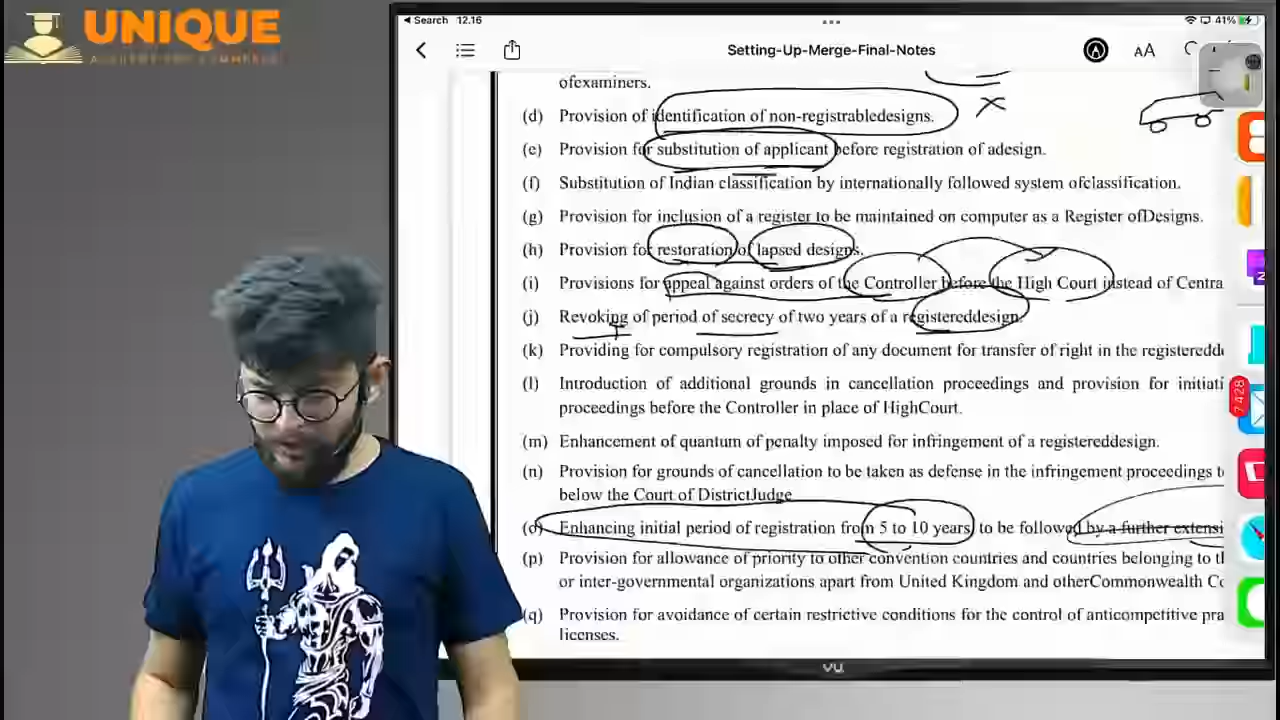 UNIQUE
ACADEMY FOR COMMERCE
Search 12.16
41%
Setting-Up-Merge-Final-Notes
AA
ofexaminers.
(d) Provision of identification of non-registrabledesigns.
(e) Provision for substitution of applicant before registration of adesign.
(f) Substitution of Indian classification by internationally followed system ofclassification.
(g) Provision for inclusion of a register to be maintained on computer as a Register ofDesigns.
(h) Provision for restoration of lapsed designs.
(i) Provisions for appeal against orders of the Controller before the High Court instead of Centra
(j) Revoking of period of secrecy of two years of a registereddesign.
(k) Providing for compulsory registration of any document for transfer of right in the registeredd
(l) Introduction of additional grounds in cancellation proceedings and provision for initiati
proceedings before the Controller in place of HighCourt.
(m) Enhancement of quantum of penalty imposed for infringement of a registereddesign.
(n) Provision for grounds of cancellation to be taken as defense in the infringement proceedings t
below the Court of DistrictJudge
(o) Enhancing initial period of registration from 5 to 10 years, to be followed by a further extensi
(p) Provision for allowance of priority to other convention countries and countries belonging to t
or inter-governmental organizations apart from United Kingdom and otherCommonwealth Co
(q) Provision for avoidance of certain restrictive conditions for the control of anticompetitive pra
licenses.
7 428
VU